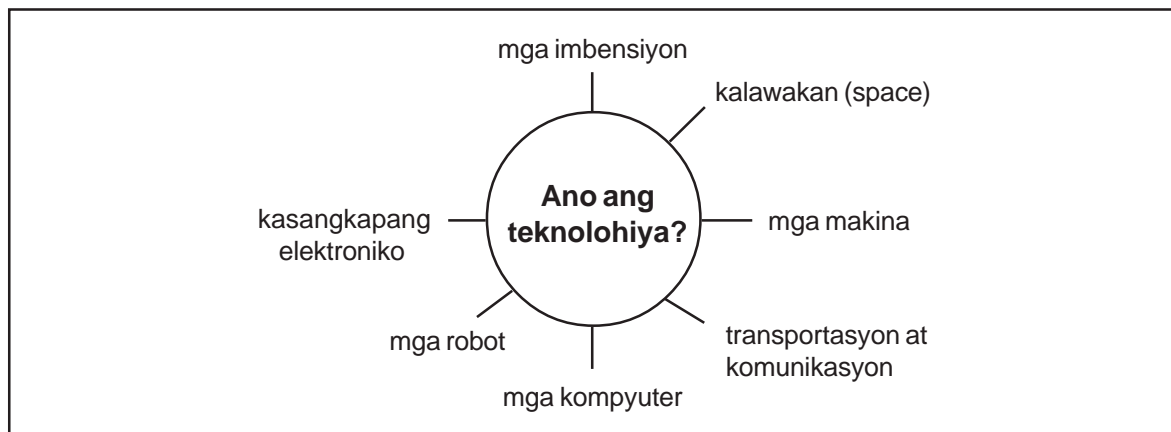 mga imbensiyon
kalawakan (space)
Ano ang
teknolohiya?
kasangkapang
elektroniko
mga makina
mga robot
transportasyon at
komunikasyon
mga kompyuter